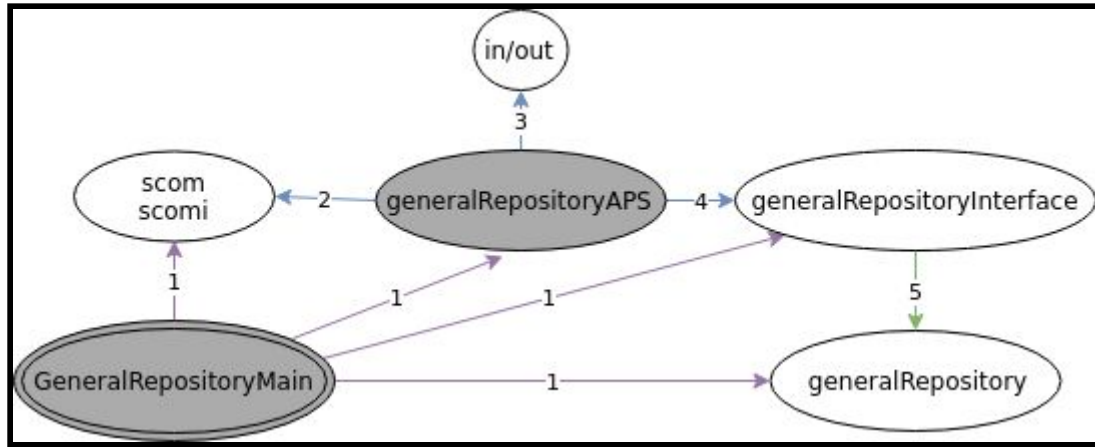 in/out
3
scom
scomi
2
generalRepositoryAPS
4
generalRepositoryInterface
1
1
1
5
GeneralRepositoryMain
1
generalRepository